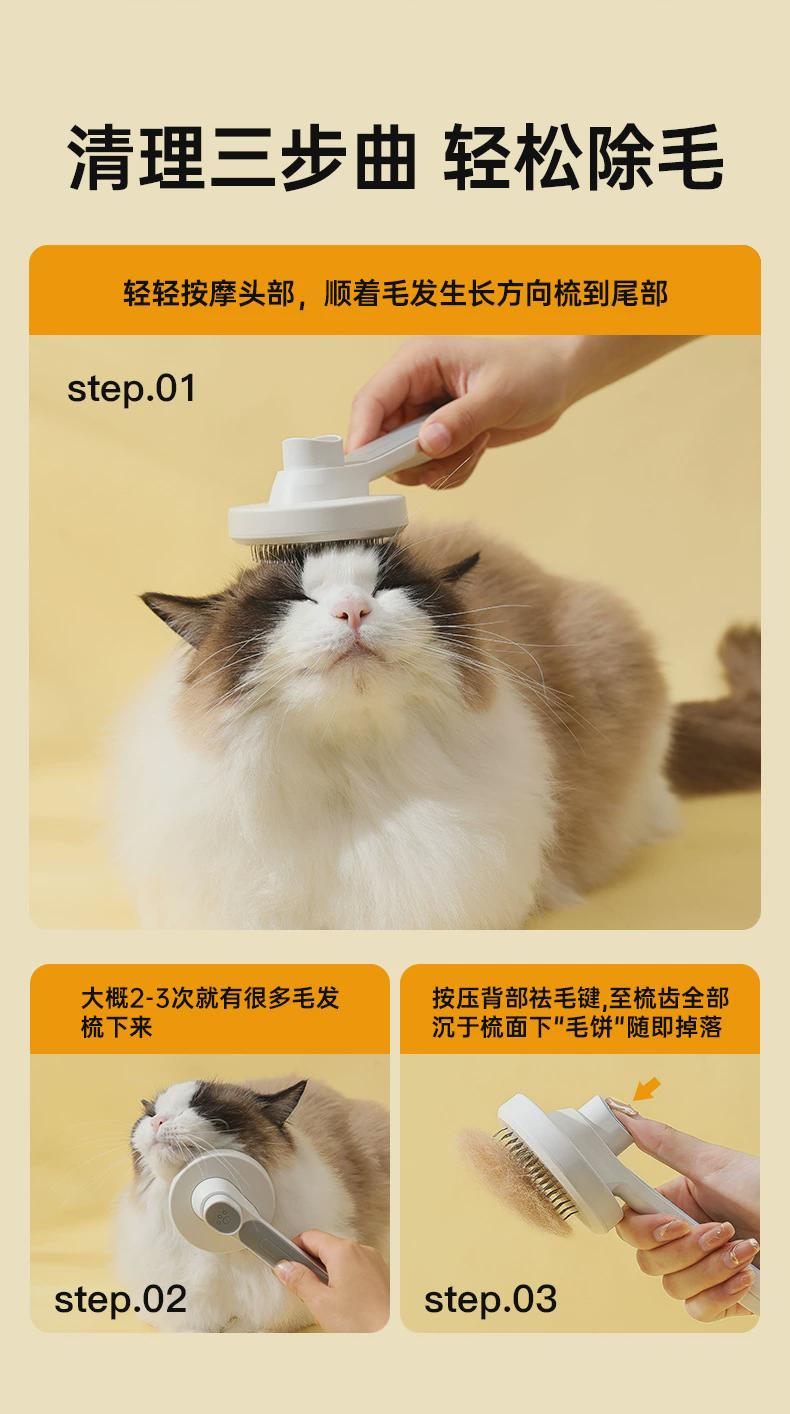 清理三步曲 轻松除毛
轻轻按摩头部，顺着毛发生长方向梳到尾部
step.01
大概2-3次就有很多毛发
梳下来
按压背部祛毛键,至梳齿全部
沉于梳面下"毛饼"随即掉落
step.02
step.03